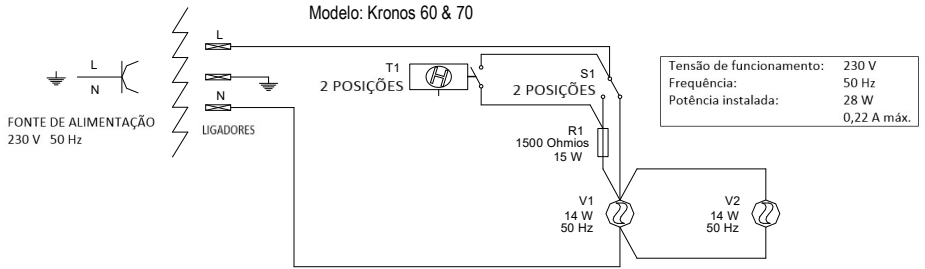 Modelo: Kronos 60 & 70
L
N
FONTE DE ALIMENTAÇÃO
230 V 50 Hz
L
N
LIGADORES
T1
2 POSIÇÕES
H
S1
2 POSIÇÕES
R1
1500 Ohmios
15 W
V1
14 W
50 Hz
V2
14 W
50 Hz
Tensão de funcionamento: 230 V
Frequência: 50 Hz
Potência instalada: 28 W
0,22 A máx.